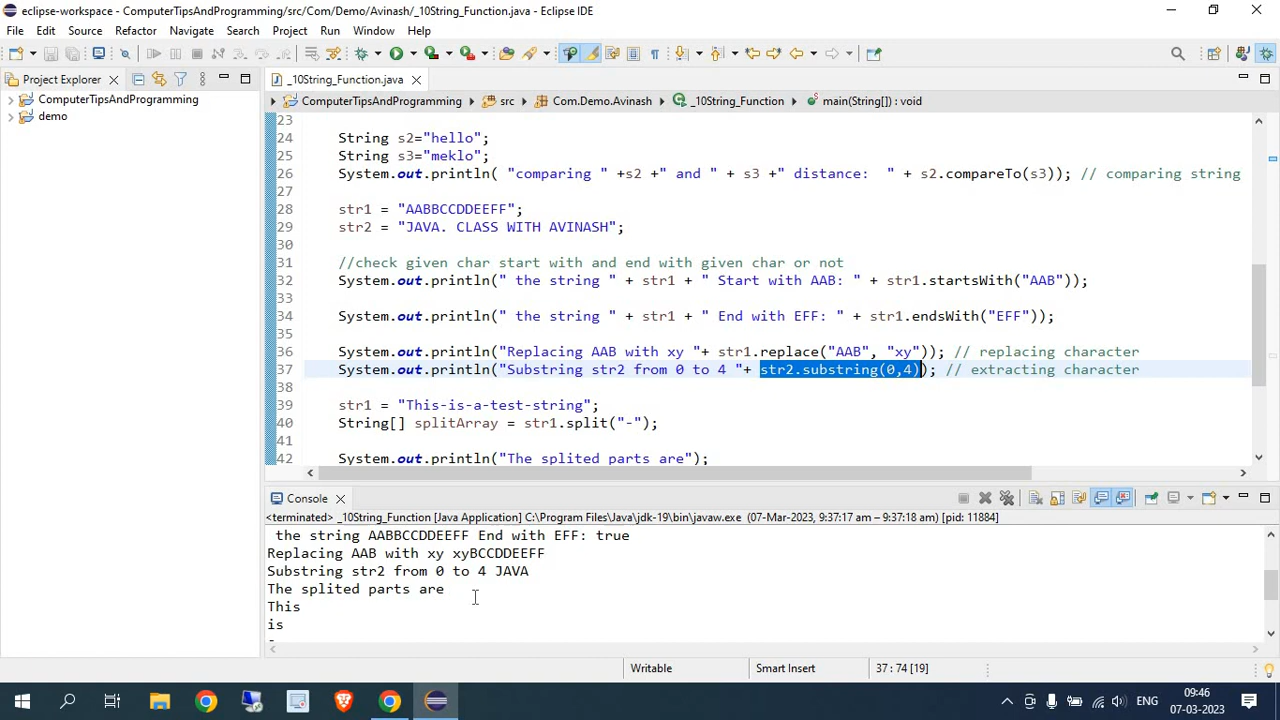 eclipse-workspace - ComputerTipsAndProgramming/src/Com/Demo/Avinash/_10String_Function.java - Eclipse IDE
File Edit Source Refactor Navigate Search Project Run Window Help
Project Explorer
_10String_Function.java
ComputerTipsAndProgramming
demo
ComputerTipsAndProgramming src Com.Demo.Avinash _10String_Function main(String[]) : void
23
24 String s2="hello";
25 String s3="meklo";
26 System.out.println( "comparing " +s2 +" and " + s3 +" distance:  " + s2.compareTo(s3)); // comparing string
27
28 str1 = "AABBCCDDEEFF";
29 str2 = "JAVA. CLASS WITH AVINASH";
30
31 //check given char start with and end with given char or not
32 System.out.println(" the string " + str1 + " Start with AAB: " + str1.startsWith("AAB"));
33
34 System.out.println(" the string " + str1 + " End with EFF: " + str1.endsWith("EFF"));
35
36 System.out.println("Replacing AAB with xy "+ str1.replace("AAB", "xy")); // replacing character
37 System.out.println("Substring str2 from 0 to 4 "+ str2.substring(0,4)); // extracting character
38
39 str1 = "This-is-a-test-string";
40 String[] splitArray = str1.split("-");
41
42 System.out.println("The splited parts are");
Console
<terminated> _10String_Function [Java Application] C:\Program Files\Java\jdk-19\bin\javaw.exe (07-Mar-2023, 9:37:17 am – 9:37:18 am) [pid: 11884]
the string AABBCCDDEEFF End with EFF: true
Replacing AAB with xy xyBCCDDEEFF
Substring str2 from 0 to 4 JAVA
The splited parts are
This
is
Writable Smart Insert 37 : 74 [19]
ENG
09:46
07-03-2023